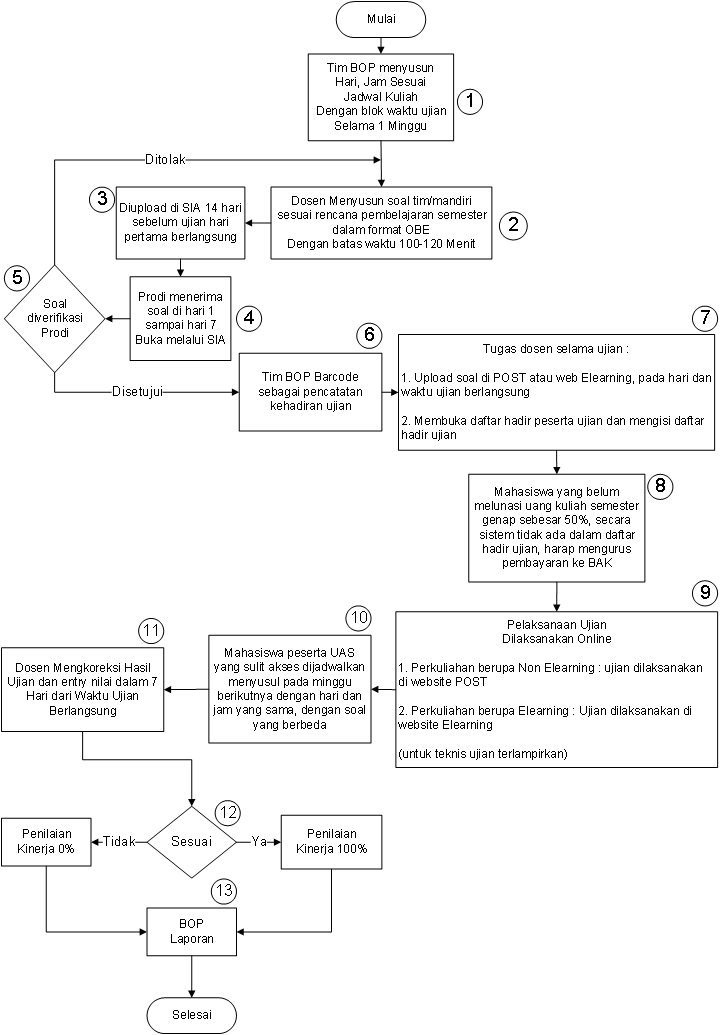 Mulai
Tim BOP menyusun
Hari, Jam Sesuai
Jadwal Kuliah
Dengan blok waktu ujian
Selama 1 Minggu
1
Ditolak
Dosen Menyusun soal tim/mandiri
sesuai rencana pembelajaran semester
dalam format OBE
Dengan batas waktu 100-120 Menit
2
3
Diupload di SIA 14 hari
sebelum ujian hari
pertama berlangsung
4
Prodi menerima
soal di hari 1
sampai hari 7
Buka melalui SIA
5
Soal
diverifikasi
Prodi
Disetujui
6
Tim BOP Barcode
sebagai pencatatan
kehadiran ujian
7
Tugas dosen selama ujian :
1. Upload soal di POST atau web Elearning, pada hari dan
waktu ujian berlangsung
2. Membuka daftar hadir peserta ujian dan mengisi daftar
hadir ujian
8
Mahasiswa yang belum
melunasi uang kuliah semester
genap sebesar 50%, secara
sistem tidak ada dalam daftar
hadir ujian, harap mengurus
pembayaran ke BAK
9
Pelaksanaan Ujian
Dilaksanakan Online
1. Perkuliahan berupa Non Elearning : ujian dilaksanakan
di website POST
2. Perkuliahan berupa Elearning : Ujian dilaksanakan di
website Elearning
(untuk teknis ujian terlampirkan)
10
Mahasiswa peserta UAS
yang sulit akses dijadwalkan
menyusul pada minggu
berikutnya dengan hari dan
jam yang sama, dengan soal
yang berbeda
11
Dosen Mengkoreksi Hasil
Ujian dan entry nilai dalam 7
Hari dari Waktu Ujian
Berlangsung
12
Sesuai
Tidak
Ya
Penilaian
Kinerja 0%
Penilaian
Kinerja 100%
13
BOP
Laporan
Selesai